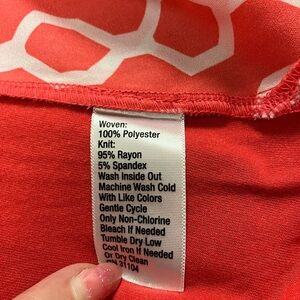 Woven:
100% Polyester
Knit:
95% Rayon
5% Spandex
Wash Inside Out
Machine Wash Cold
With Like Colors
Gentle Cycle
Only Non-Chlorine
Bleach If Needed
Tumble Dry Low
Cool Iron If Needed
Or Dry Clean
31104